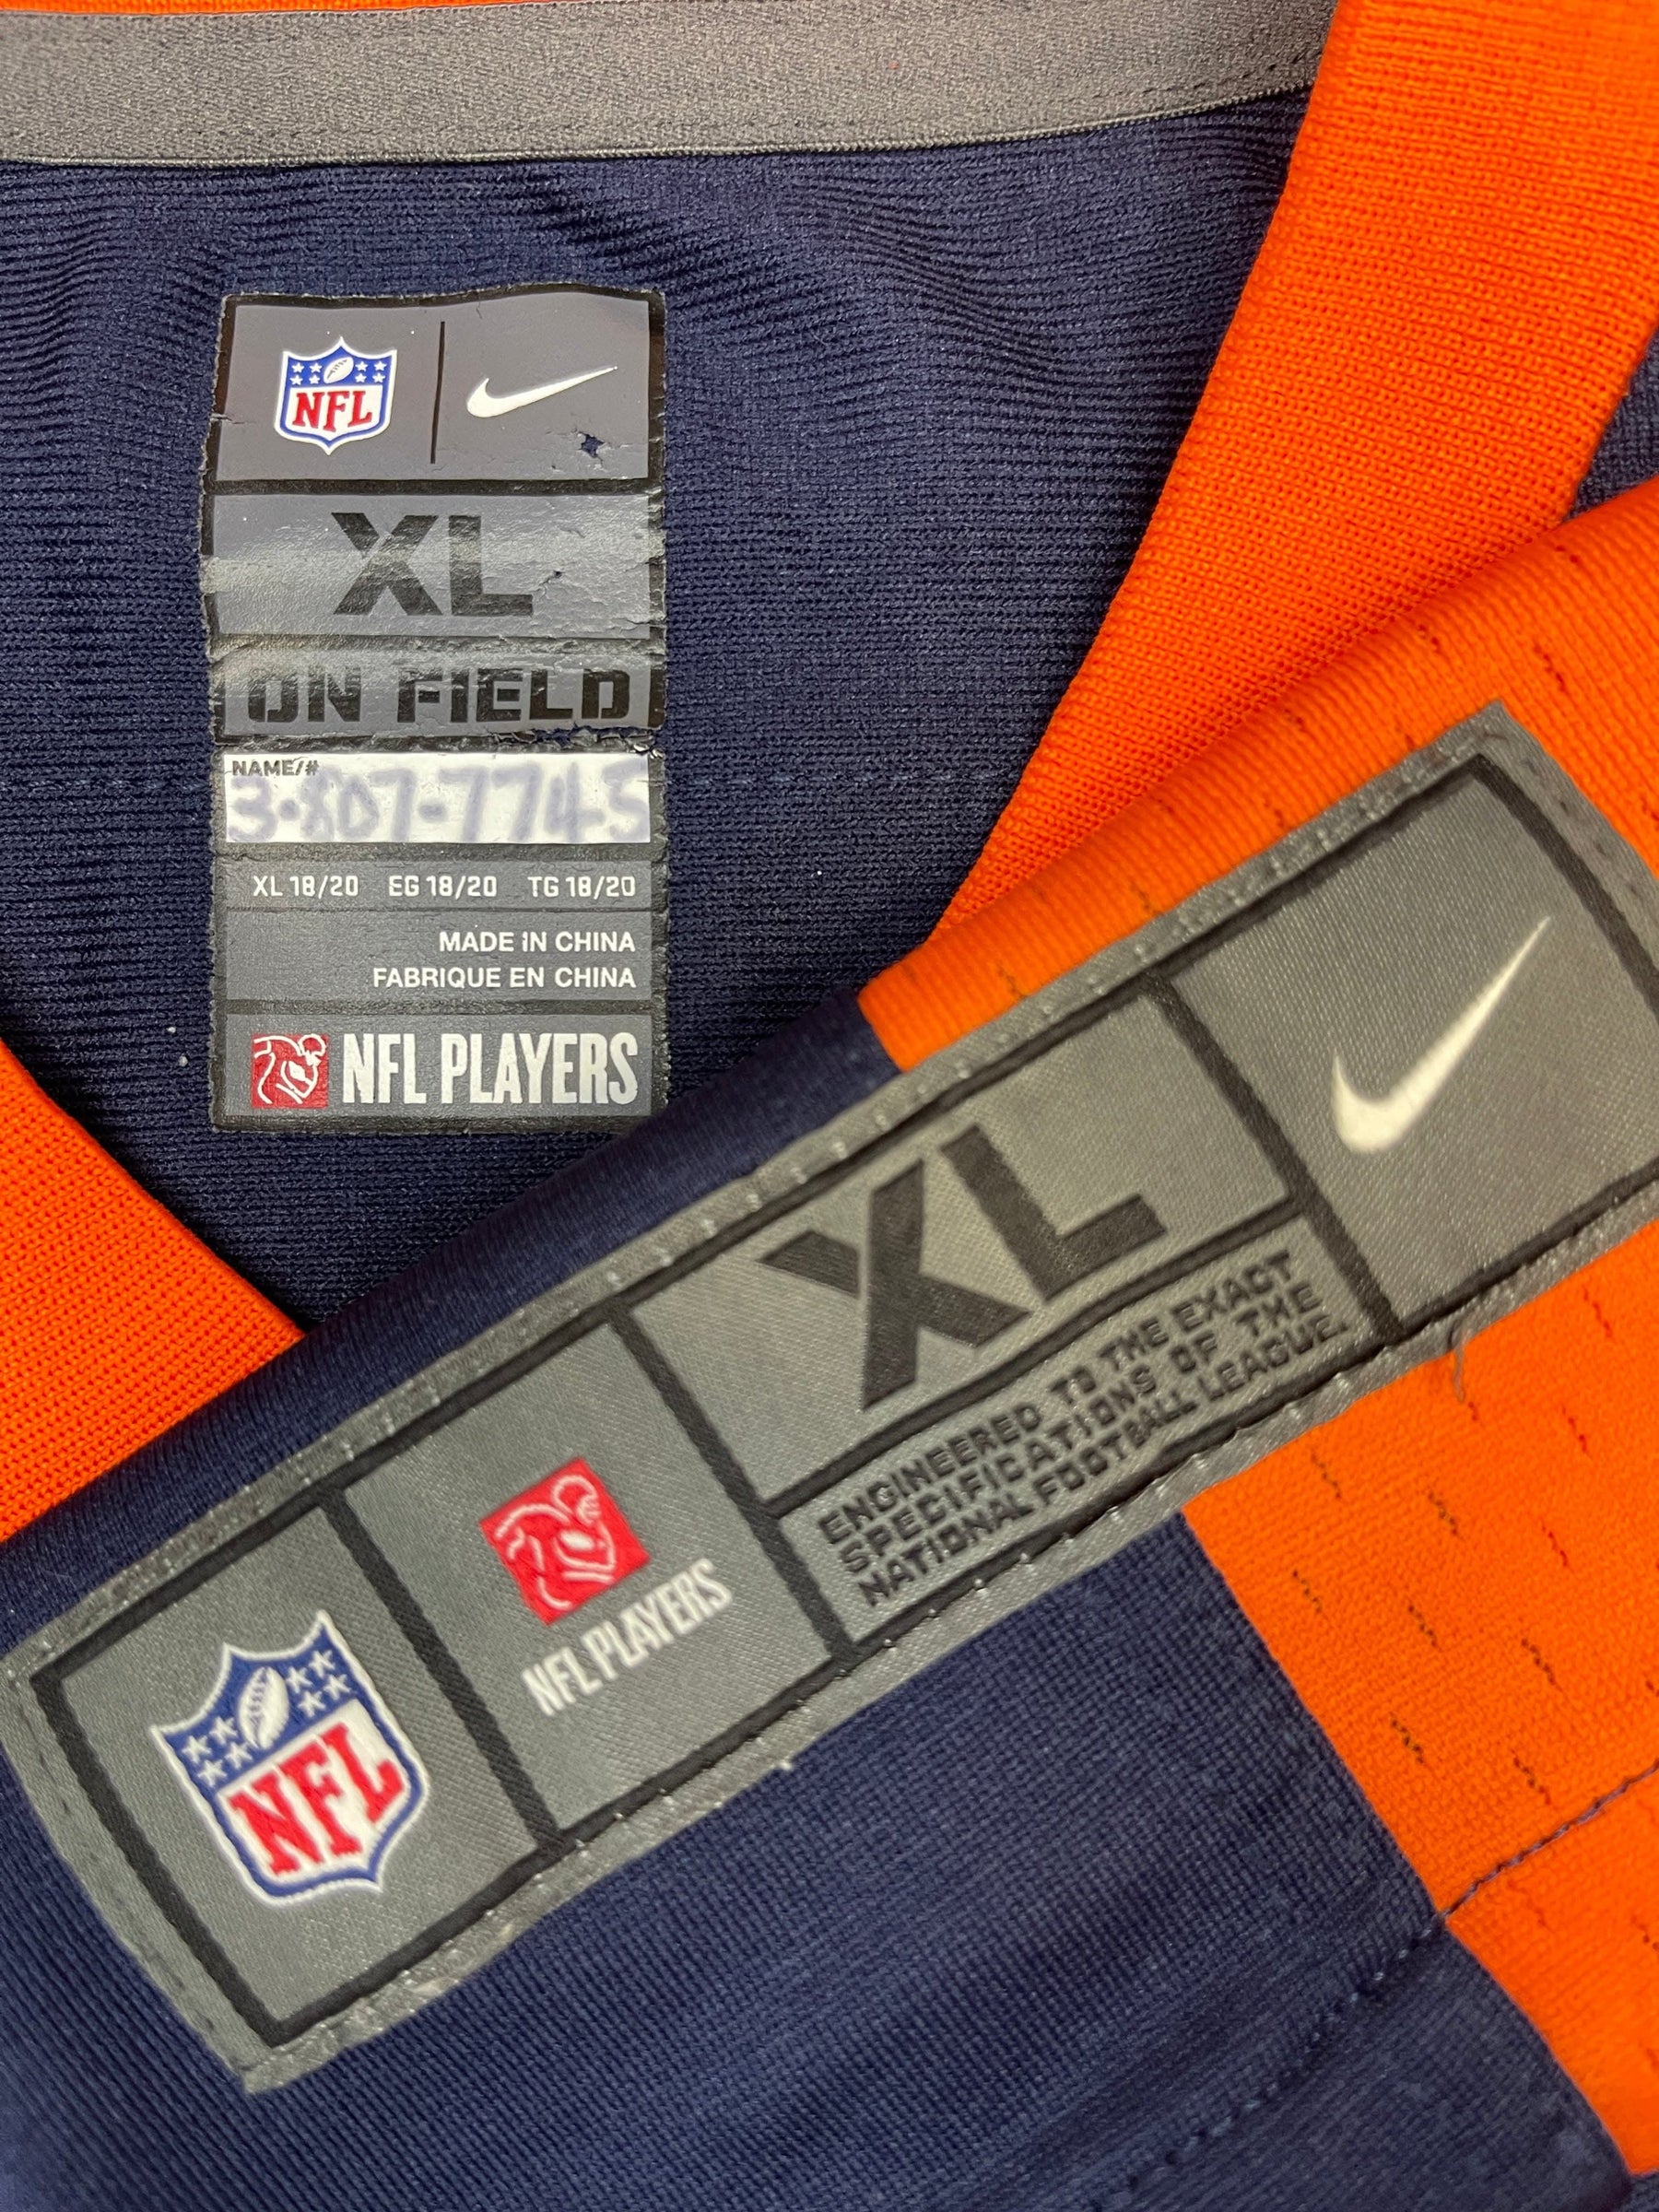 NFL
XL
ON FIELD
NAME/#
3-807-7745
XL 18/20 EG 18/20 TG 18/20
MADE IN CHINA
FABRIQUE EN CHINA
NFL PLAYERS
NFL
NFL PLAYERS
XL
ENGINEERED TO THE EXACT
SPECIFICATIONS OF THE
NATIONAL FOOTBALL LEAGUE.